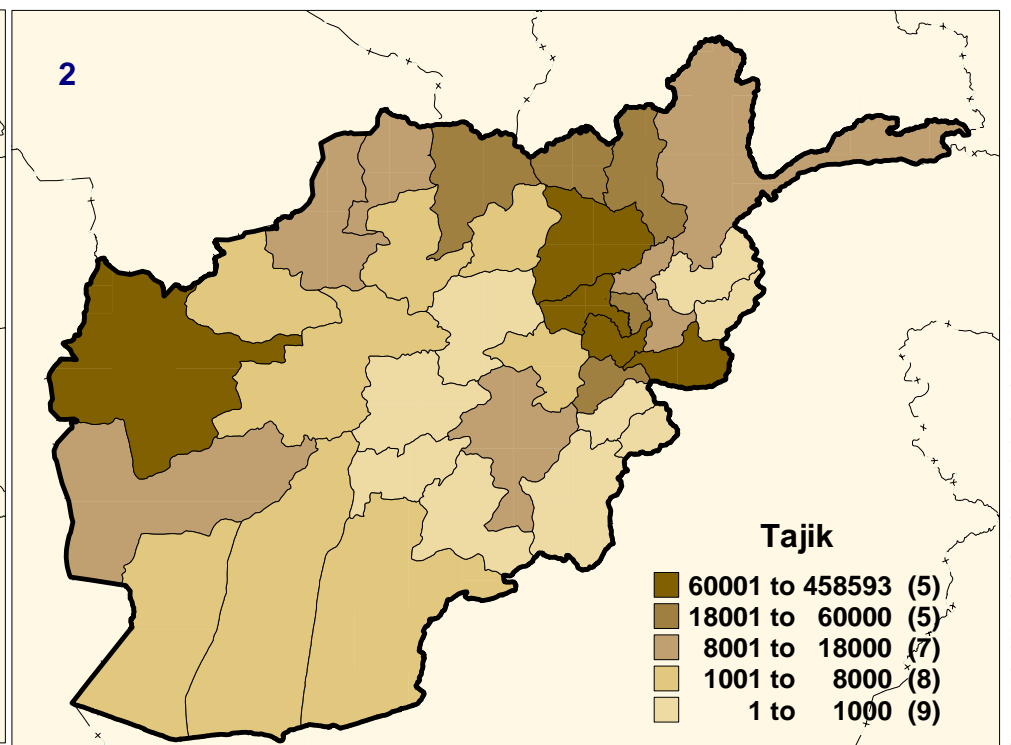 2
Tajik
60001 to 458593 (5)
18001 to 60000 (5)
8001 to 18000 (7)
1001 to 8000 (8)
1 to 1000 (9)